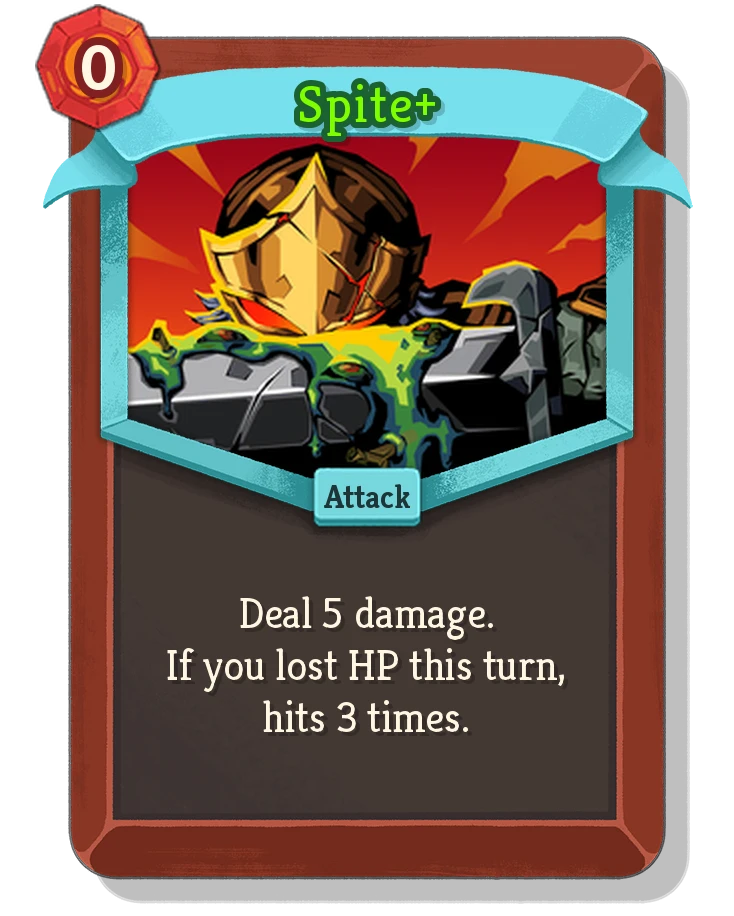 0
Spite+
Attack
Deal 5 damage.
If you lost HP this turn,
hits 3 times.